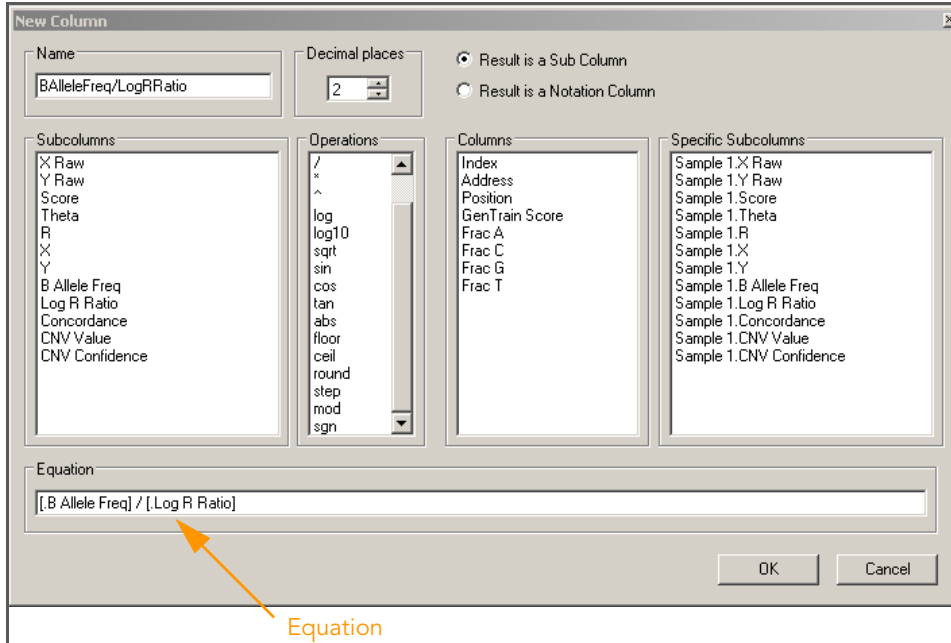 New Column
Name
BAlleleFreq/LogRRatio
Decimal places
2
Result is a Sub Column
Result is a Notation Column
Subcolumns
X Raw
Y Raw
Score
Theta
R
X
Y
B Allele Freq
Log R Ratio
Concordance
CNV Value
CNV Confidence
Operations
/
*
^
log
log10
sqrt
sin
cos
tan
abs
floor
ceil
round
step
mod
sgn
Columns
Index
Address
Position
GenTrain Score
Frac A
Frac C
Frac G
Frac T
Specific Subcolumns
Sample 1.X Raw
Sample 1.Y Raw
Sample 1.Score
Sample 1.Theta
Sample 1.R
Sample 1.X
Sample 1.Y
Sample 1.B Allele Freq
Sample 1.Log R Ratio
Sample 1.Concordance
Sample 1.CNV Value
Sample 1.CNV Confidence
Equation
[.B Allele Freq] / [.Log R Ratio]
OK
Cancel
Equation